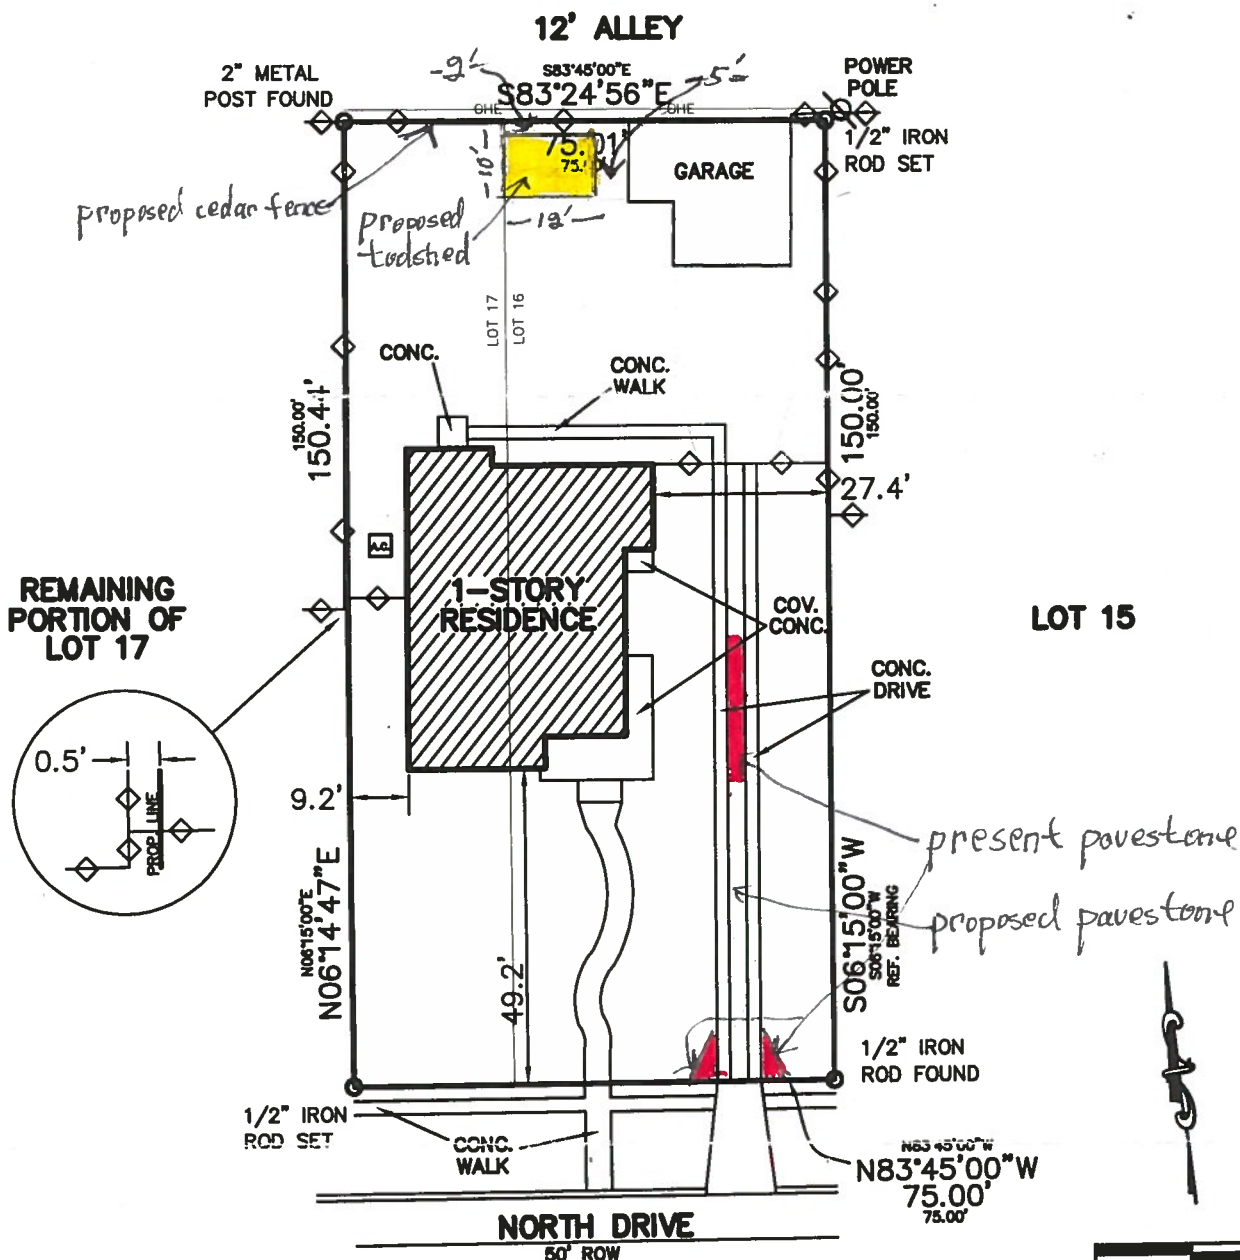 12' ALLEY
-2'-
S83°45'00"E
S83°24'56"E
-5'-
2" METAL
POST FOUND
POWER
POLE
OHE
OHE
1/2" IRON
ROD SET
75.01'
75.'
-10'-
GARAGE
proposed cedar fence
proposed
toolshed
-12'-
LOT 17
LOT 16
CONC.
CONC.
WALK
150.00'
150.44'
150.00'
150.00'
27.4'
A.C.
REMAINING
PORTION OF
LOT 17
1-STORY
RESIDENCE
COV.
CONC.
LOT 15
CONC.
DRIVE
0.5'
PROP. LINE
9.2'
present pavestone
proposed pavestone
N06°15'00"E
N06°14'47"E
49.2'
S06°15'00"W
S06°15'00"W
REF. BEARING
1/2" IRON
ROD FOUND
1/2" IRON
ROD SET
CONC.
WALK
N83°45'00"W
N83°45'00"W
75.00'
75.00'
NORTH DRIVE
50' ROW